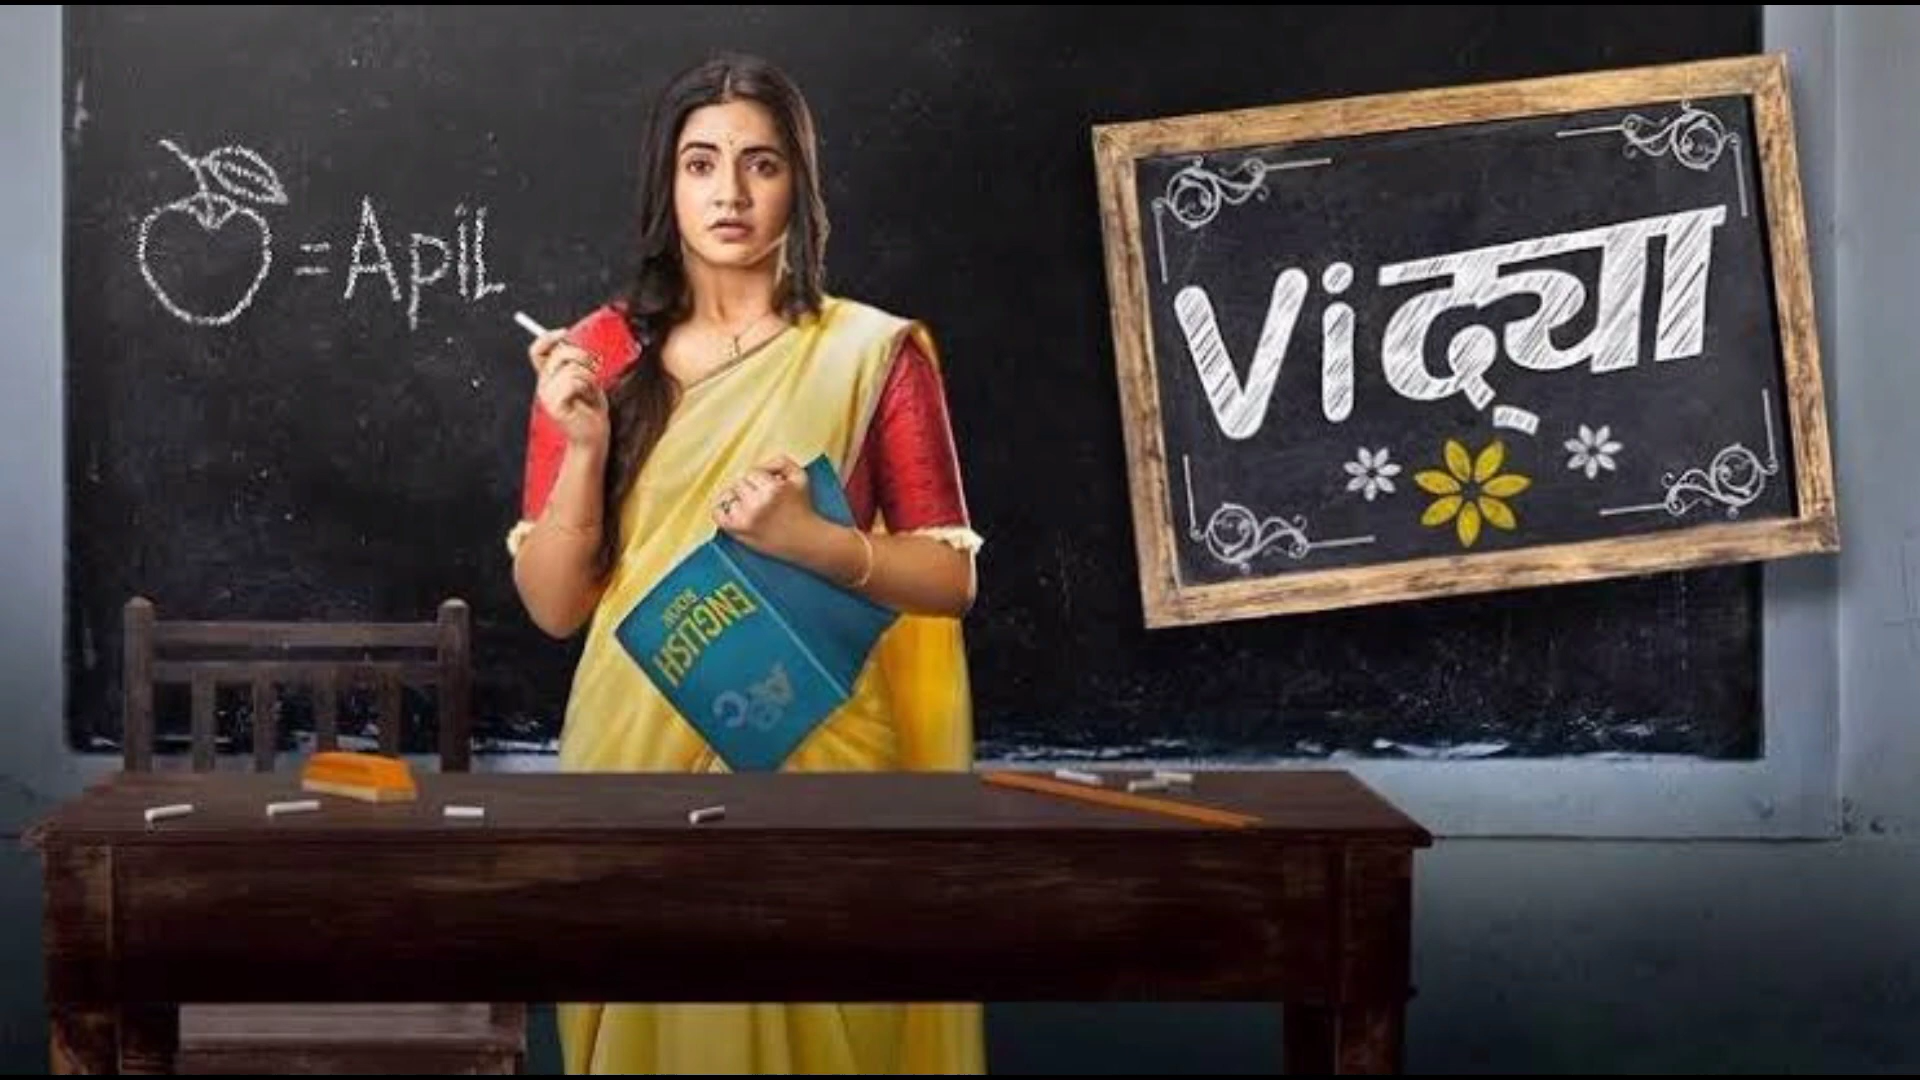 = ApIL
Viद्या
ENGLISH
BOOK
ABC